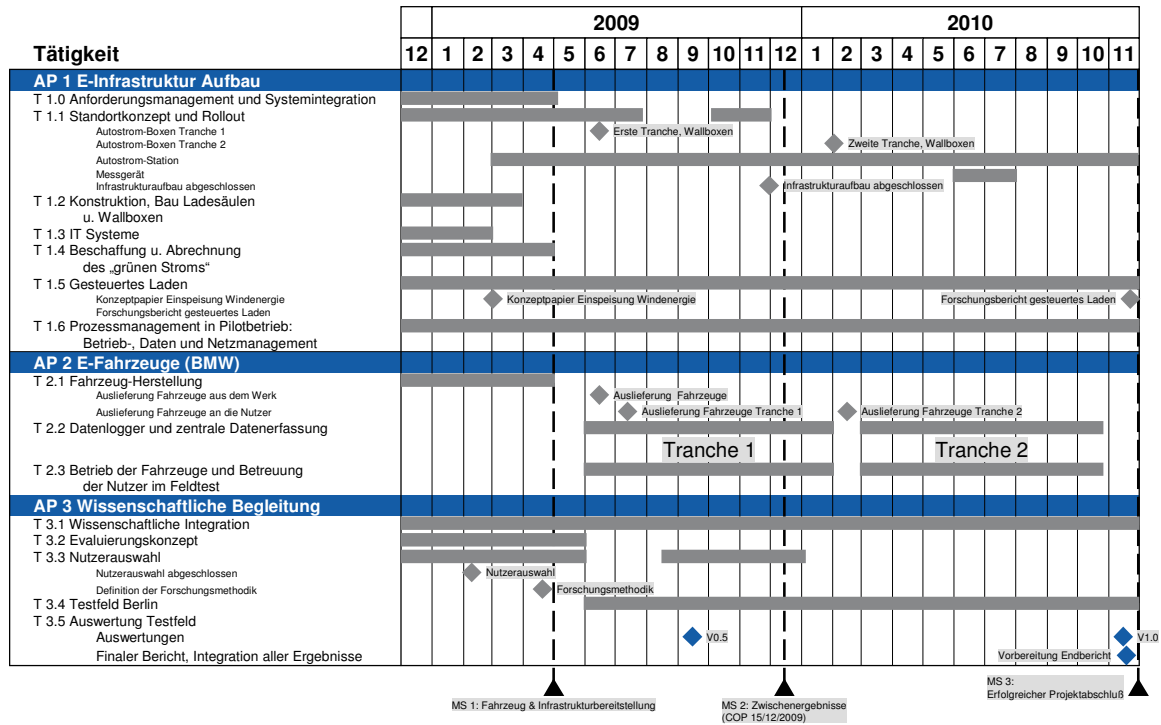 2009 2010
Tätigkeit 12 1 2 3 4 5 6 7 8 9 10 11 12 1 2 3 4 5 6 7 8 9 10 11
AP 1 E-Infrastruktur Aufbau
T 1.0 Anforderungsmanagement und Systemintegration
T 1.1 Standortkonzept und Rollout
Autostrom-Boxen Tranche 1 Erste Tranche, Wallboxen
Autostrom-Boxen Tranche 2 Zweite Tranche, Wallboxen
Autostrom-Station
Messgerät
Infrastrukturaufbau abgeschlossen Infrastrukturaufbau abgeschlossen
T 1.2 Konstruktion, Bau Ladesäulen
u. Wallboxen
T 1.3 IT Systeme
T 1.4 Beschaffung u. Abrechnung
des „grünen Stroms“
T 1.5 Gesteuertes Laden
Konzeptpapier Einspeisung Windenergie Konzeptpapier Einspeisung Windenergie Forschungsbericht gesteuertes Laden
Forschungsbericht gesteuertes Laden
T 1.6 Prozessmanagement in Pilotbetrieb:
Betrieb-, Daten und Netzmanagement
AP 2 E-Fahrzeuge (BMW)
T 2.1 Fahrzeug-Herstellung
Auslieferung Fahrzeuge aus dem Werk Auslieferung Fahrzeuge
Auslieferung Fahrzeuge an die Nutzer Auslieferung Fahrzeuge Tranche 1 Auslieferung Fahrzeuge Tranche 2
T 2.2 Datenlogger und zentrale Datenerfassung
Tranche 1 Tranche 2
T 2.3 Betrieb der Fahrzeuge und Betreuung
der Nutzer im Feldtest
AP 3 Wissenschaftliche Begleitung
T 3.1 Wissenschaftliche Integration
T 3.2 Evaluierungskonzept
T 3.3 Nutzerauswahl
Nutzerauswahl abgeschlossen Nutzerauswahl
Definition der Forschungsmethodik Forschungsmethodik
T 3.4 Testfeld Berlin
T 3.5 Auswertung Testfeld
Auswertungen V0.5 V1.0
Finaler Bericht, Integration aller Ergebnisse Vorbereitung Endbericht
MS 1: Fahrzeug & Infrastrukturbereitstellung
MS 2: Zwischenergebnisse
(COP 15/12/2009)
MS 3:
Erfolgreicher Projektabschluß